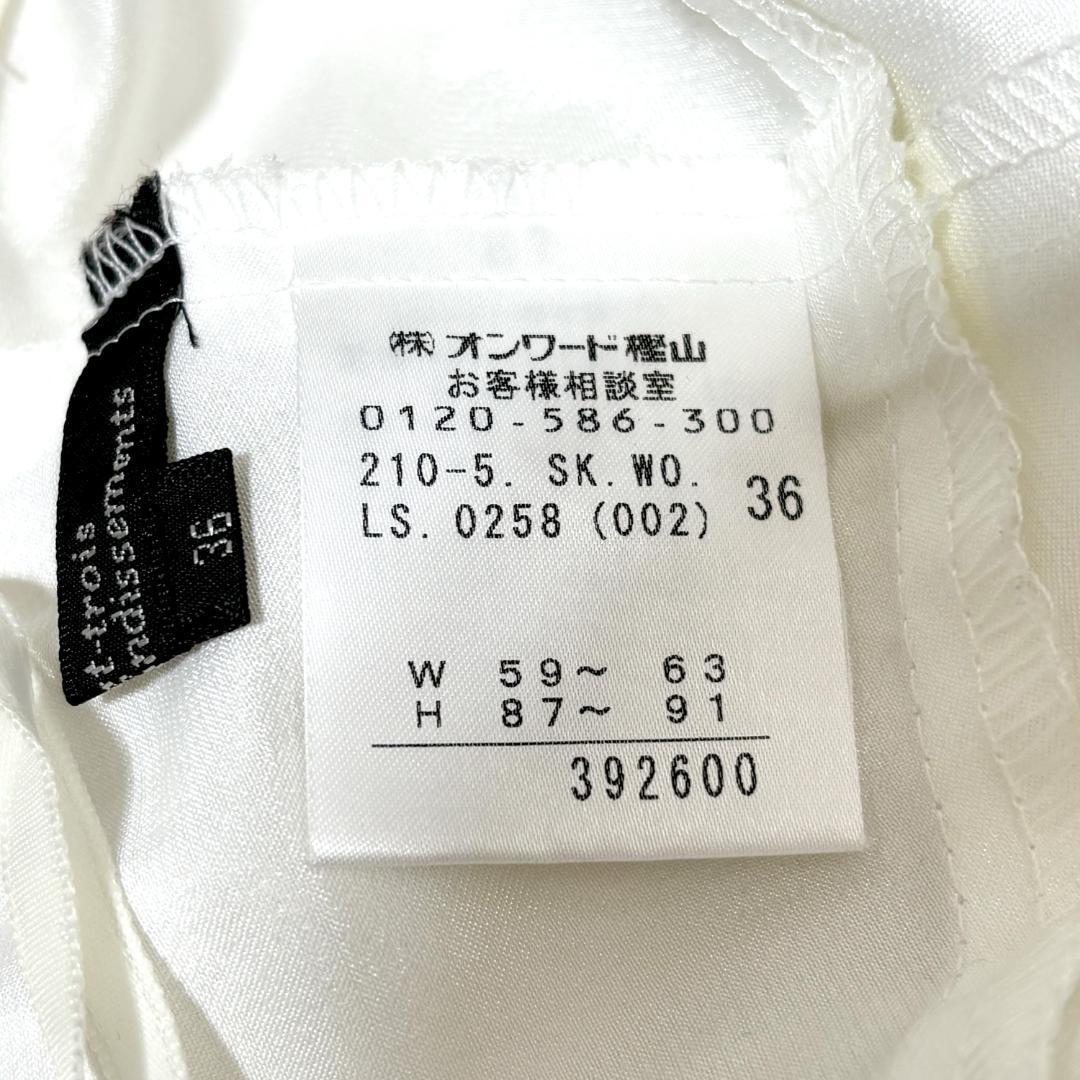 ㈱オンワード樫山
お客様相談室
0120-586-300
210-5. SK.WO.
LS. 0258 (002) 36
W 59〜 63
H 87〜 91
392600
36